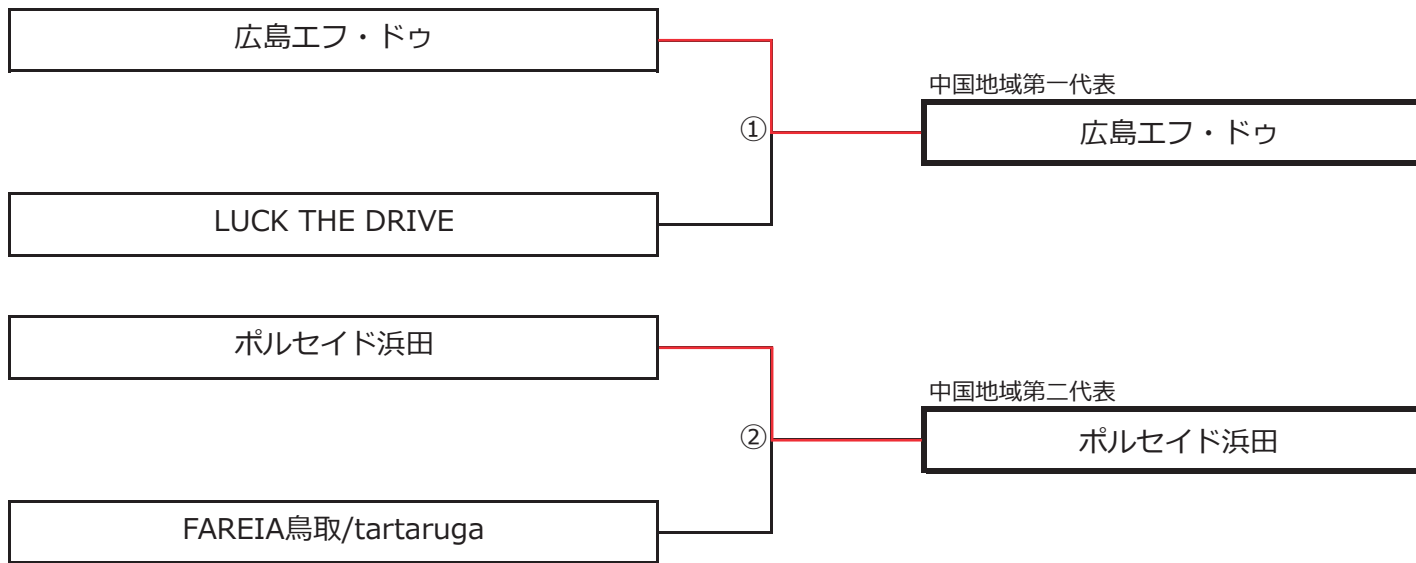 広島エフ・ドゥ
中国地域第一代表
①
広島エフ・ドゥ
LUCK THE DRIVE
ポルセイド浜田
中国地域第二代表
②
ポルセイド浜田
FAREIA鳥取/tartaruga